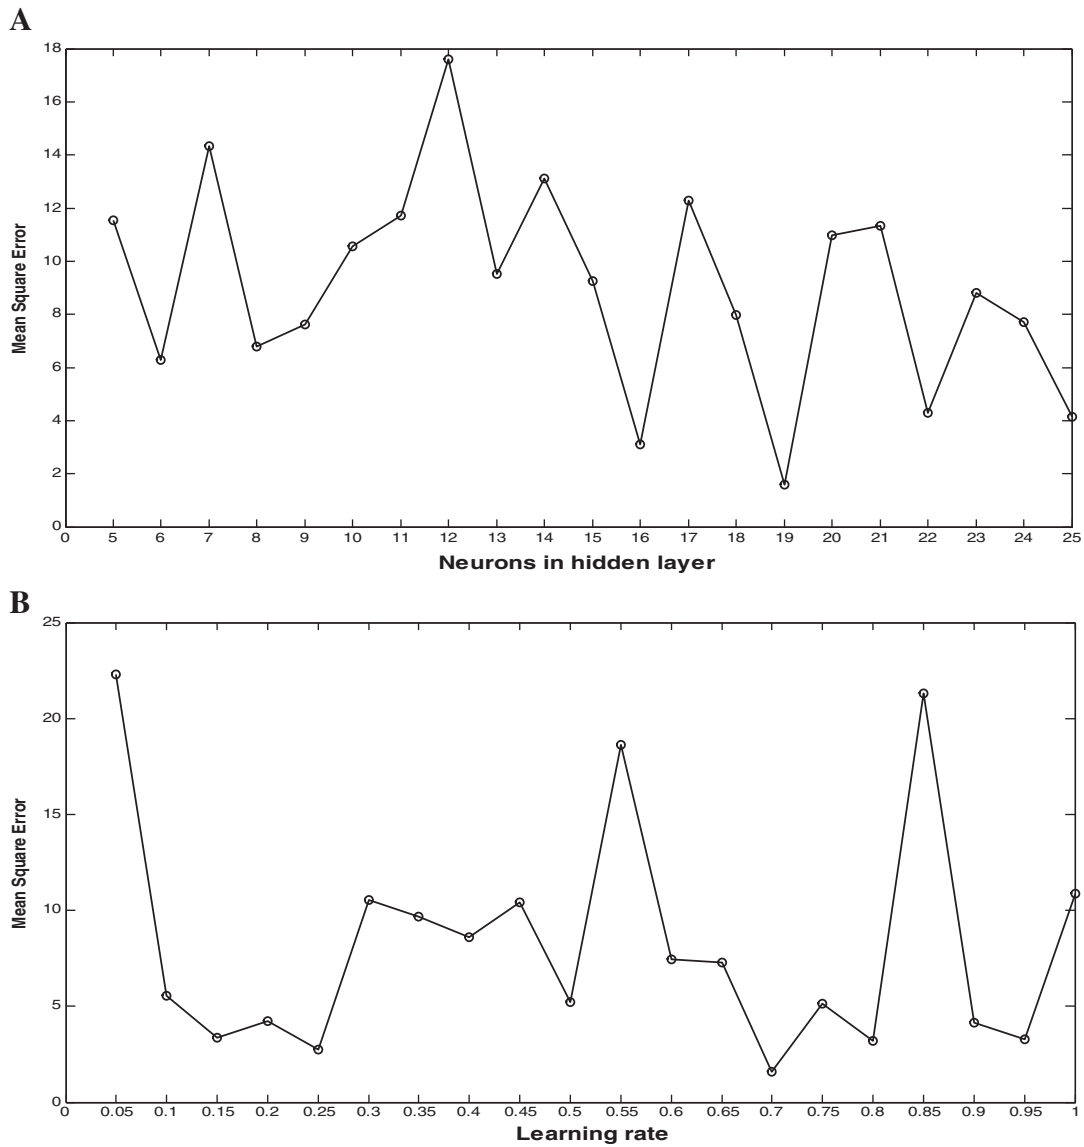 A
18
16
14
12
10
8
6
4
2
0
Mean Square Error
0 5 6 7 8 9 10 11 12 13 14 15 16 17 18 19 20 21 22 23 24 25
Neurons in hidden layer
B
25
20
15
10
5
0
Mean Square Error
0 0.05 0.1 0.15 0.2 0.25 0.3 0.35 0.4 0.45 0.5 0.55 0.6 0.65 0.7 0.75 0.8 0.85 0.9 0.95 1
Learning rate